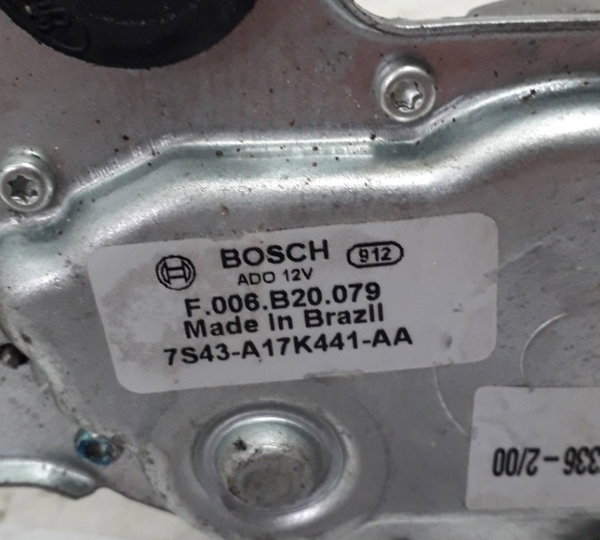 BOSCH 912
ADO 12V
F.006.B20.079
Made in Brazil
7S43-A17K441-AA
336-2/00